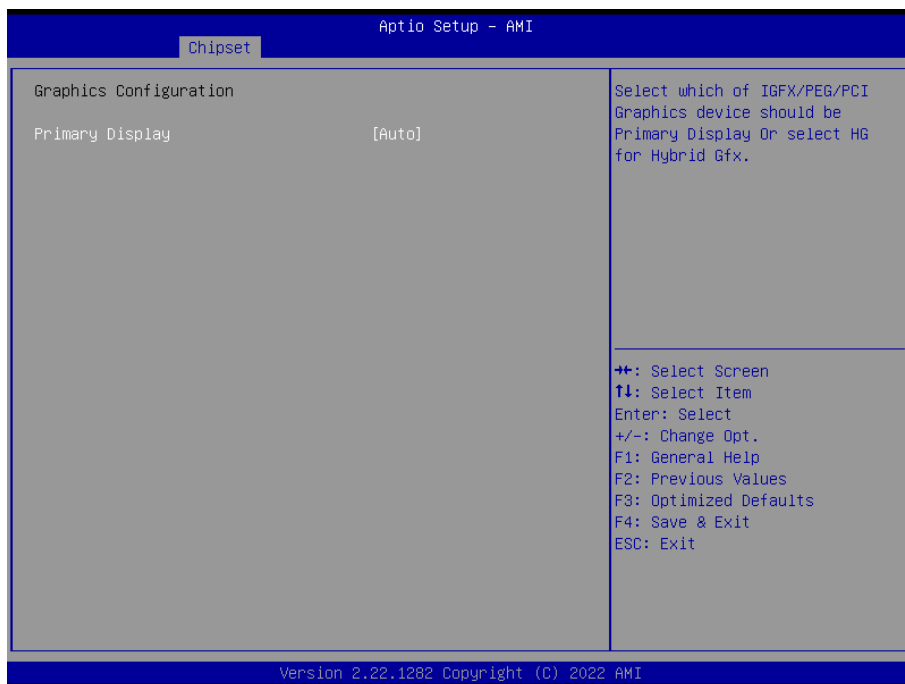 Aptio Setup – AMI
Chipset
Graphics Configuration
Primary Display [Auto]
Select which of IGFX/PEG/PCI
Graphics device should be
Primary Display Or select HG
for Hybrid Gfx.
→←: Select Screen
↑↓: Select Item
Enter: Select
+/-: Change Opt.
F1: General Help
F2: Previous Values
F3: Optimized Defaults
F4: Save & Exit
ESC: Exit
Version 2.22.1282 Copyright (C) 2022 AMI